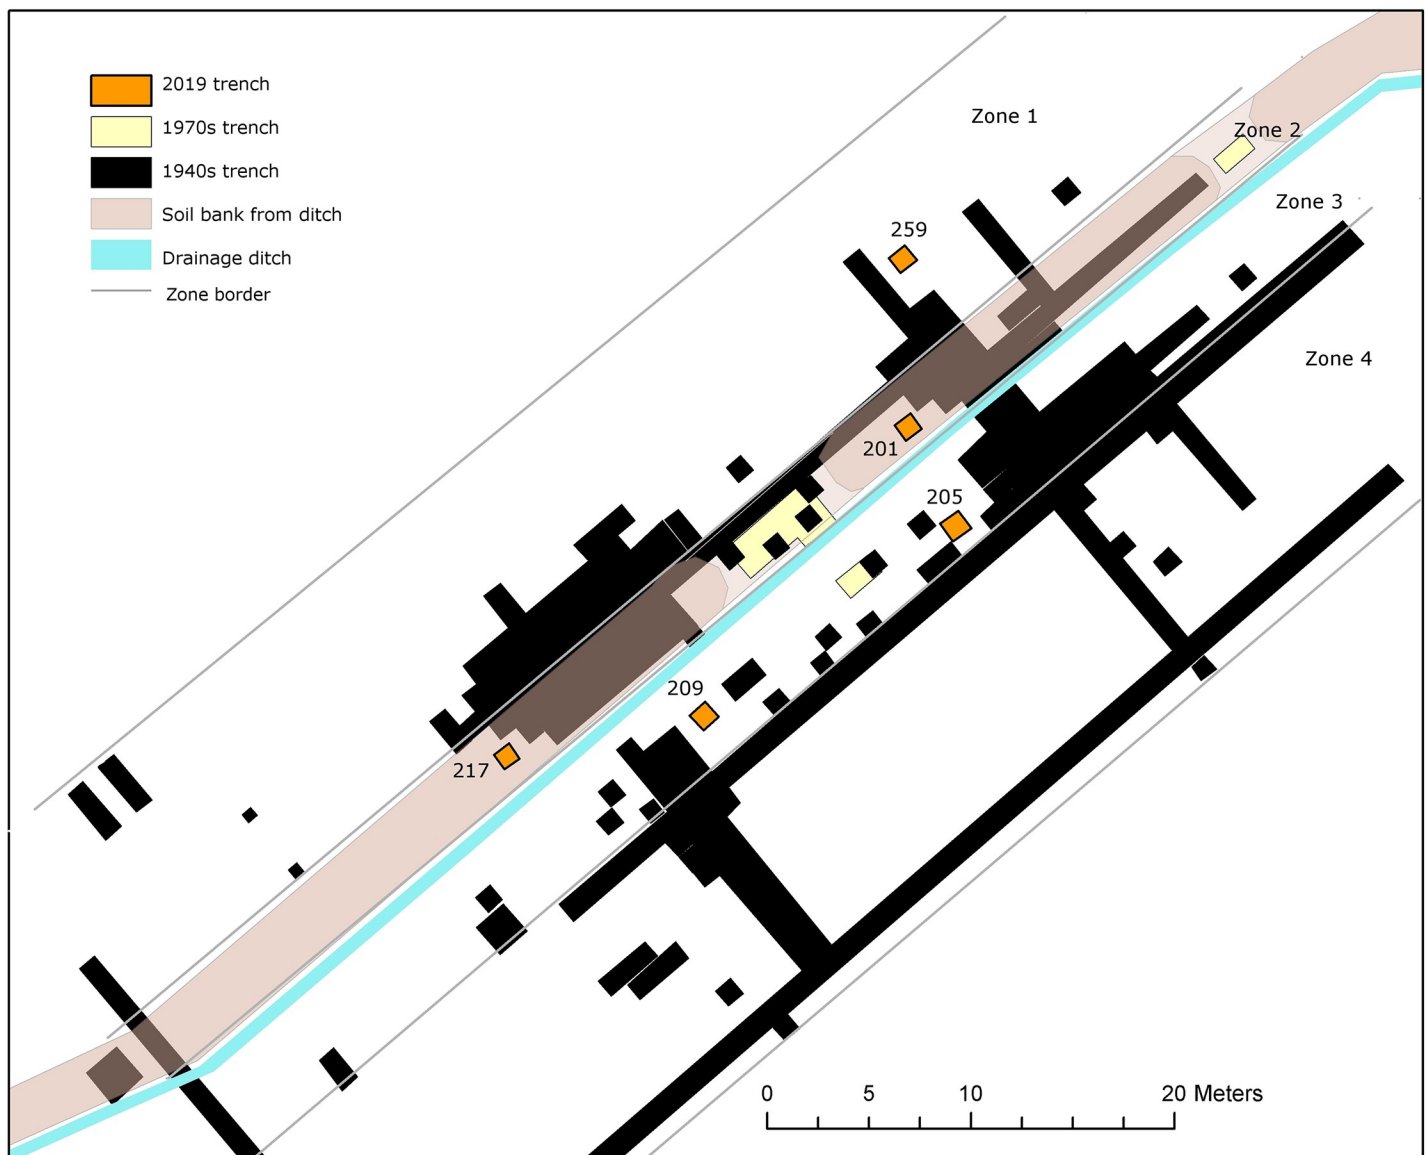 2019 trench
1970s trench
1940s trench
Soil bank from ditch
Drainage ditch
Zone border
Zone 1
Zone 2
Zone 3
Zone 4
259
201
205
209
217
0 5 10 20 Meters